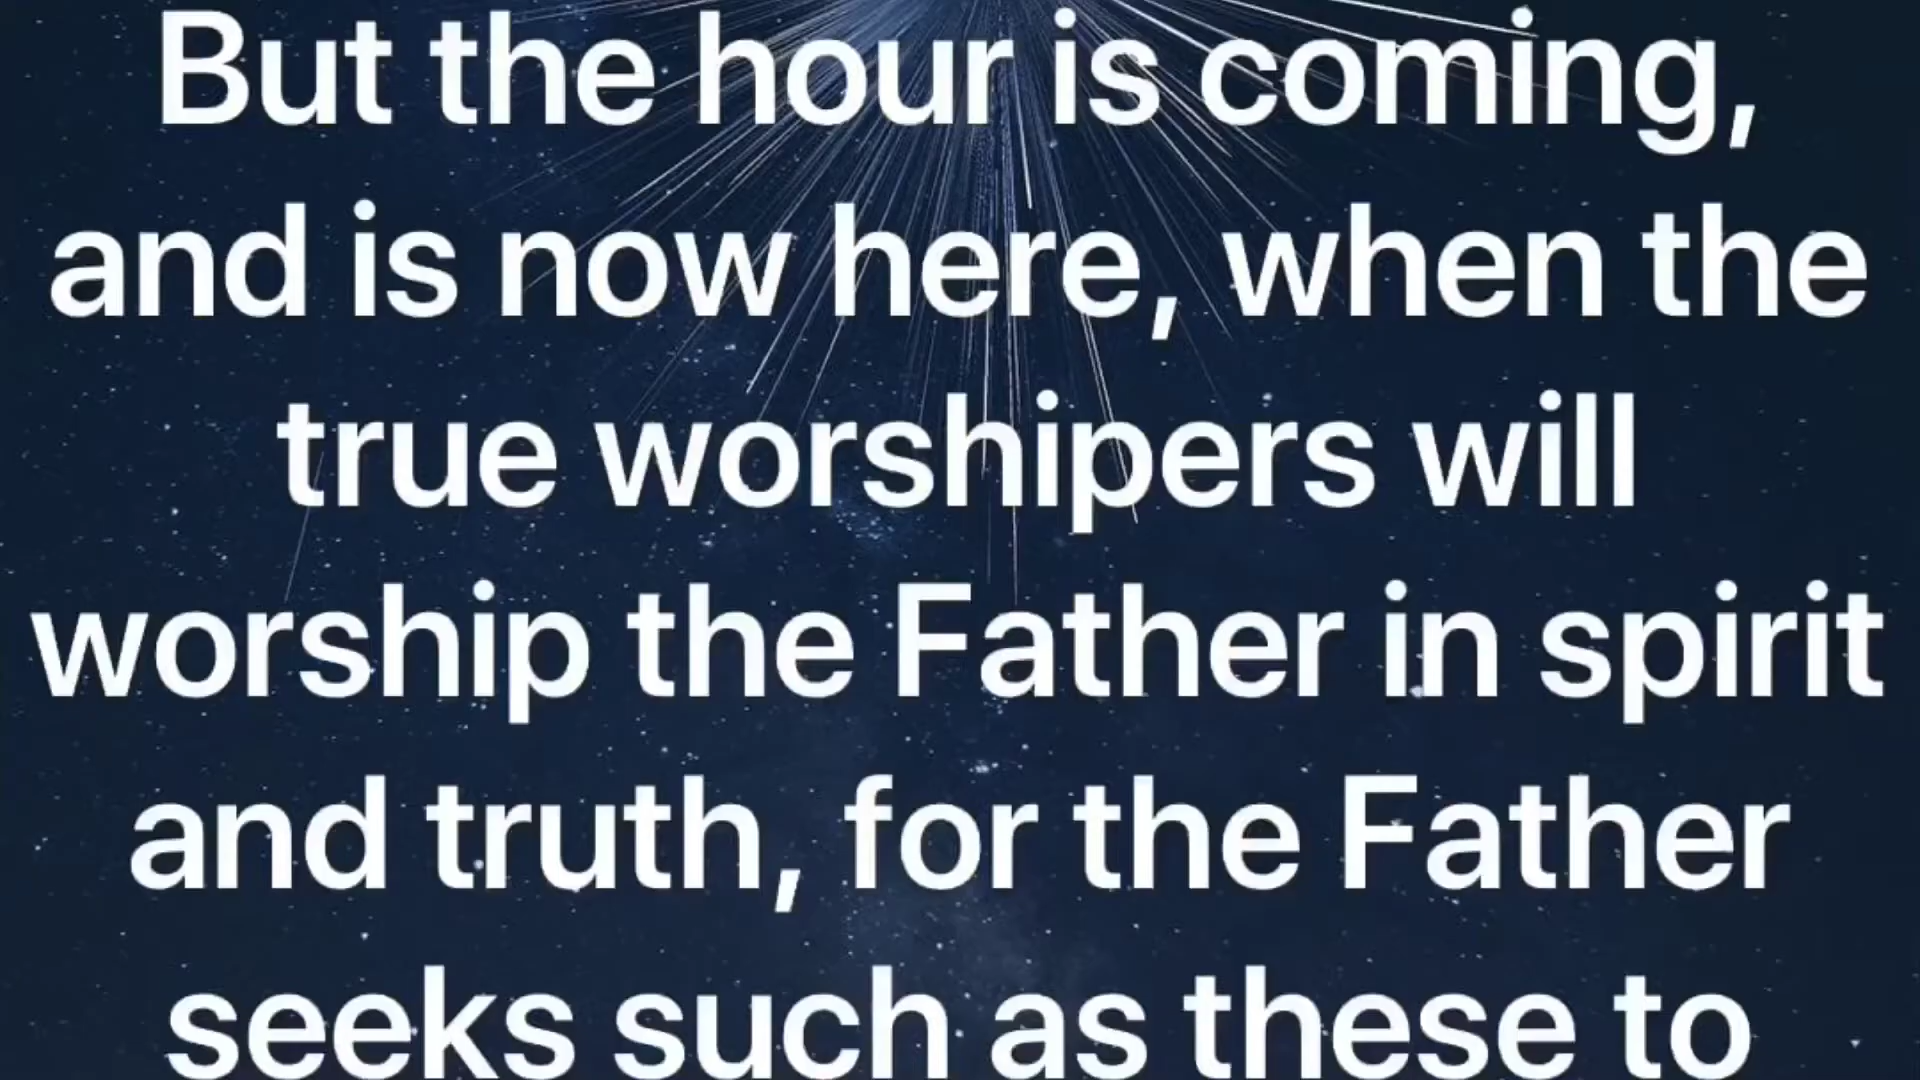 But the hour is coming,
and is now here, when the
true worshipers will
worship the Father in spirit
and truth, for the Father
seeks such as these to